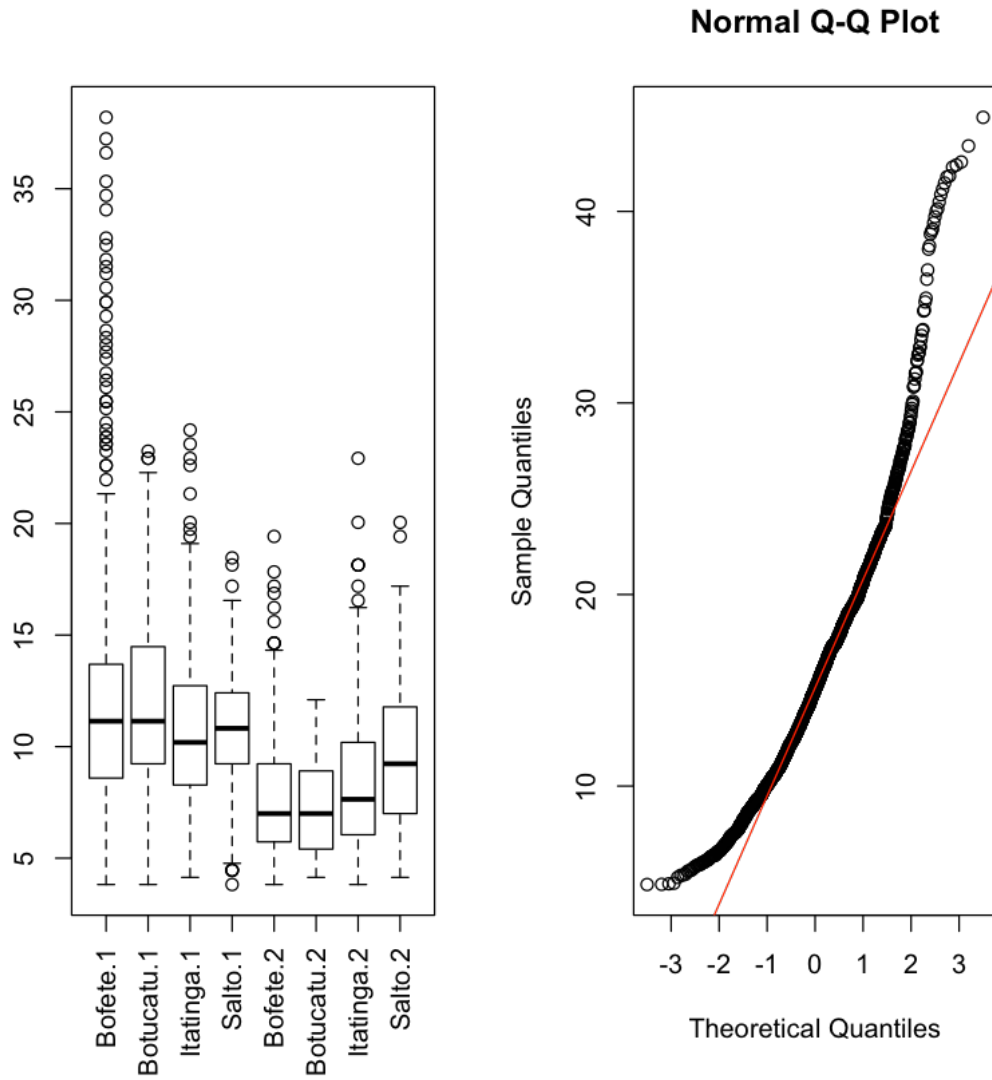 Normal Q-Q Plot
35
30
25
20
15
10
5
Bofete.1
Botucatu.1
Itatinga.1
Salto.1
Bofete.2
Botucatu.2
Itatinga.2
Salto.2
Sample Quantiles
40
30
20
10
-3 -2 -1 0 1 2 3
Theoretical Quantiles